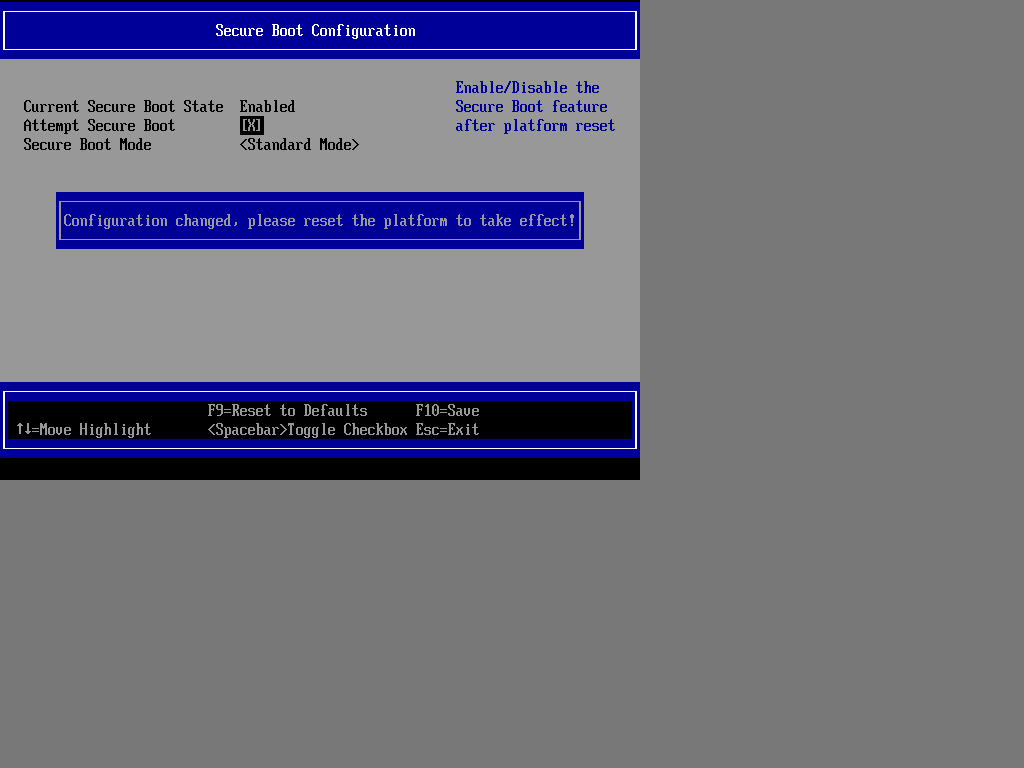 Secure Boot Configuration
Enable/Disable the
Current Secure Boot State Enabled Secure Boot feature
Attempt Secure Boot [X] after platform reset
Secure Boot Mode <Standard Mode>
Configuration changed, please reset the platform to take effect!
F9=Reset to Defaults F10=Save
↑↓=Move Highlight <Spacebar>Toggle Checkbox Esc=Exit